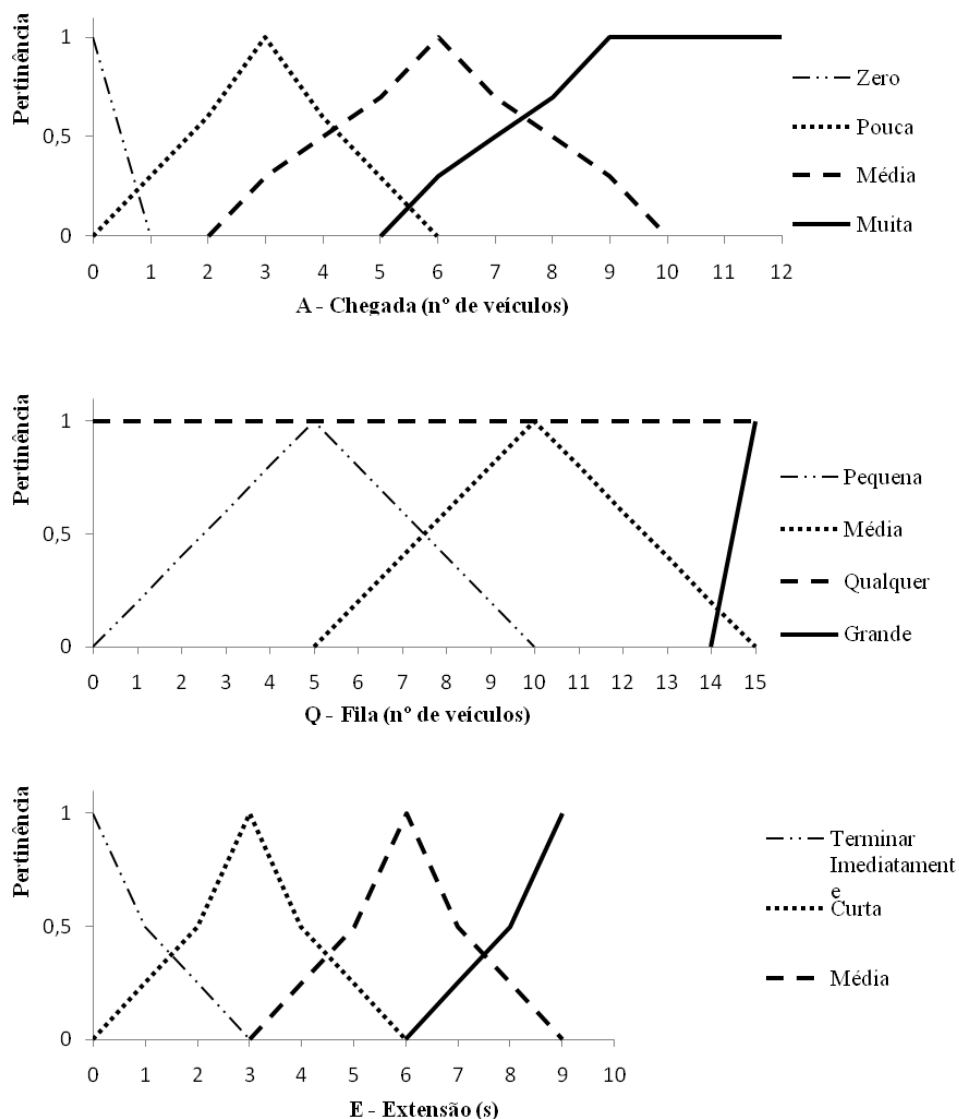 Pertinência
1
0,5
0
0 1 2 3 4 5 6 7 8 9 10 11 12
A - Chegada (nº de veículos)
Zero
Pouca
Média
Muita
Pertinência
1
0,5
0
0 1 2 3 4 5 6 7 8 9 10 11 12 13 14 15
Q - Fila (nº de veículos)
Pequena
Média
Qualquer
Grande
Pertinência
1
0,5
0
0 1 2 3 4 5 6 7 8 9 10
E - Extensão (s)
Terminar
Imediatament
e
Curta
Média